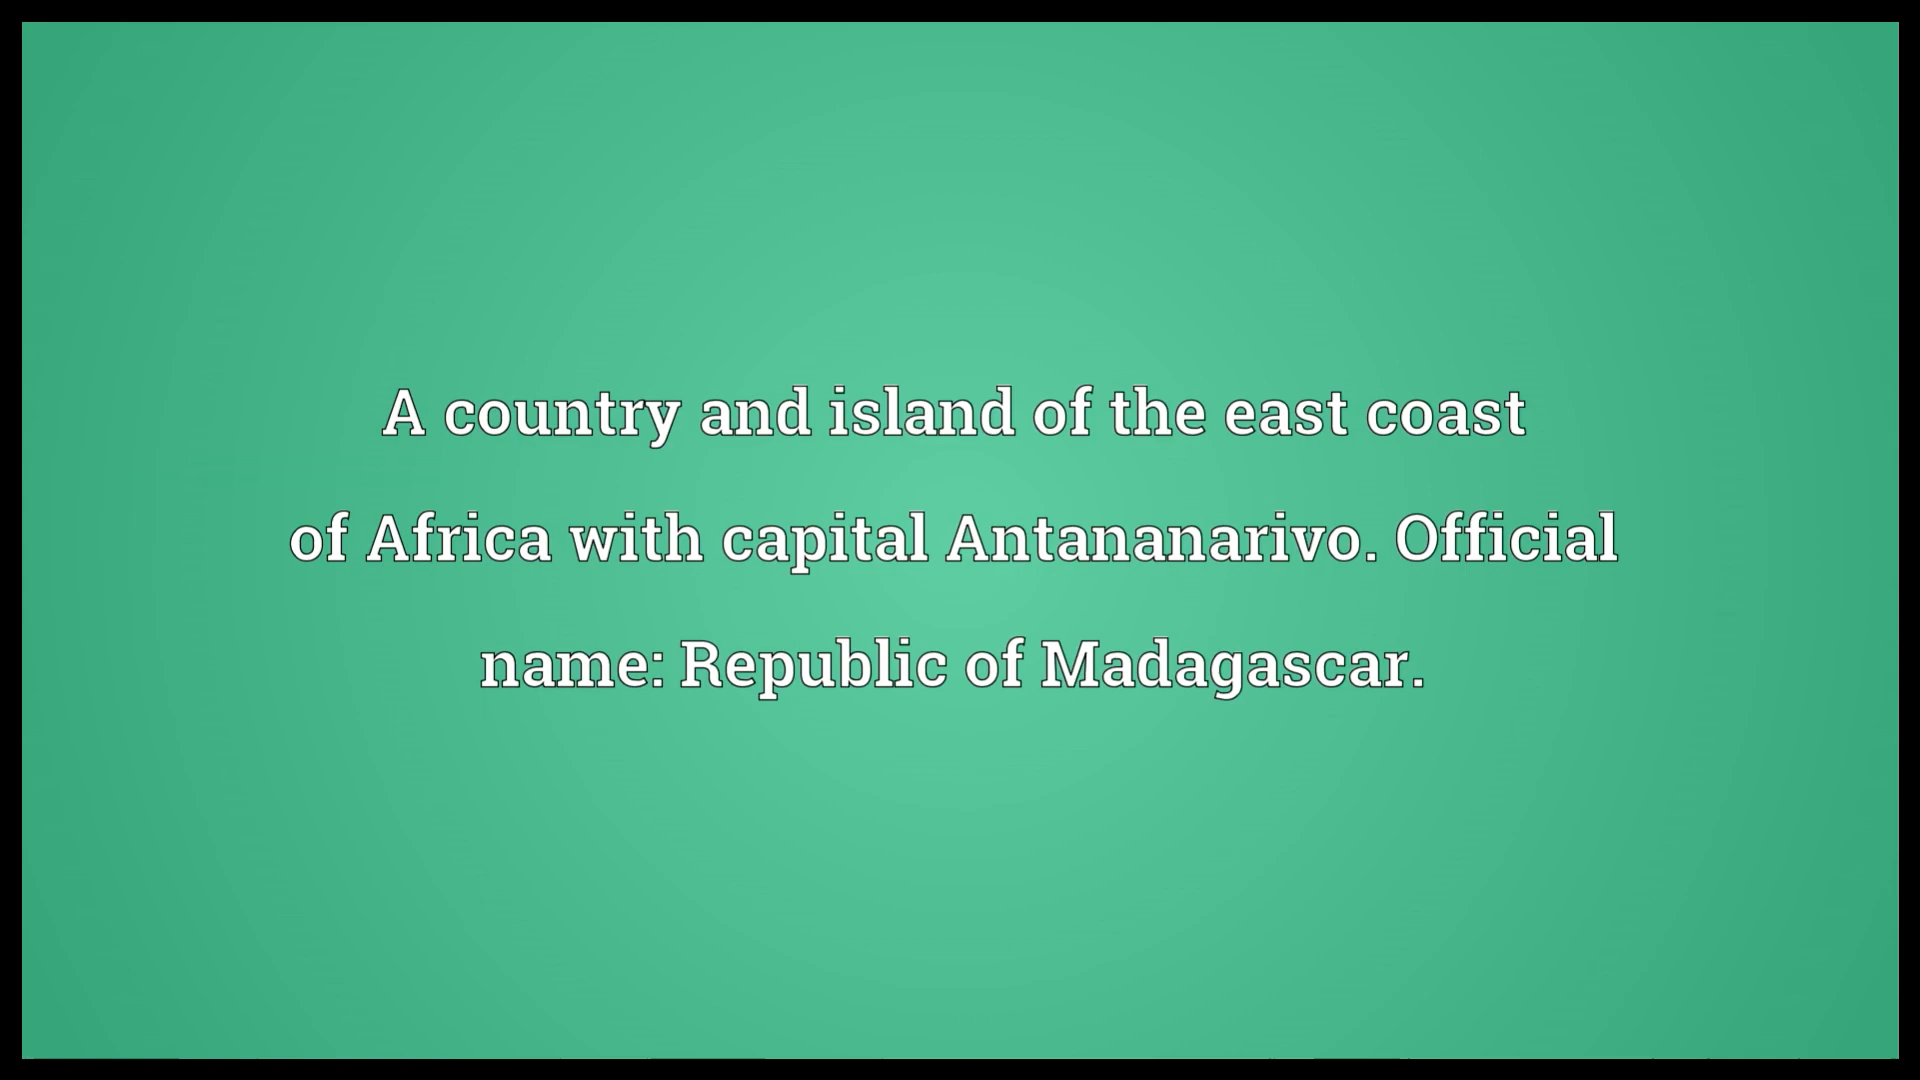 A country and island of the east coast
of Africa with capital Antananarivo. Official
name: Republic of Madagascar.